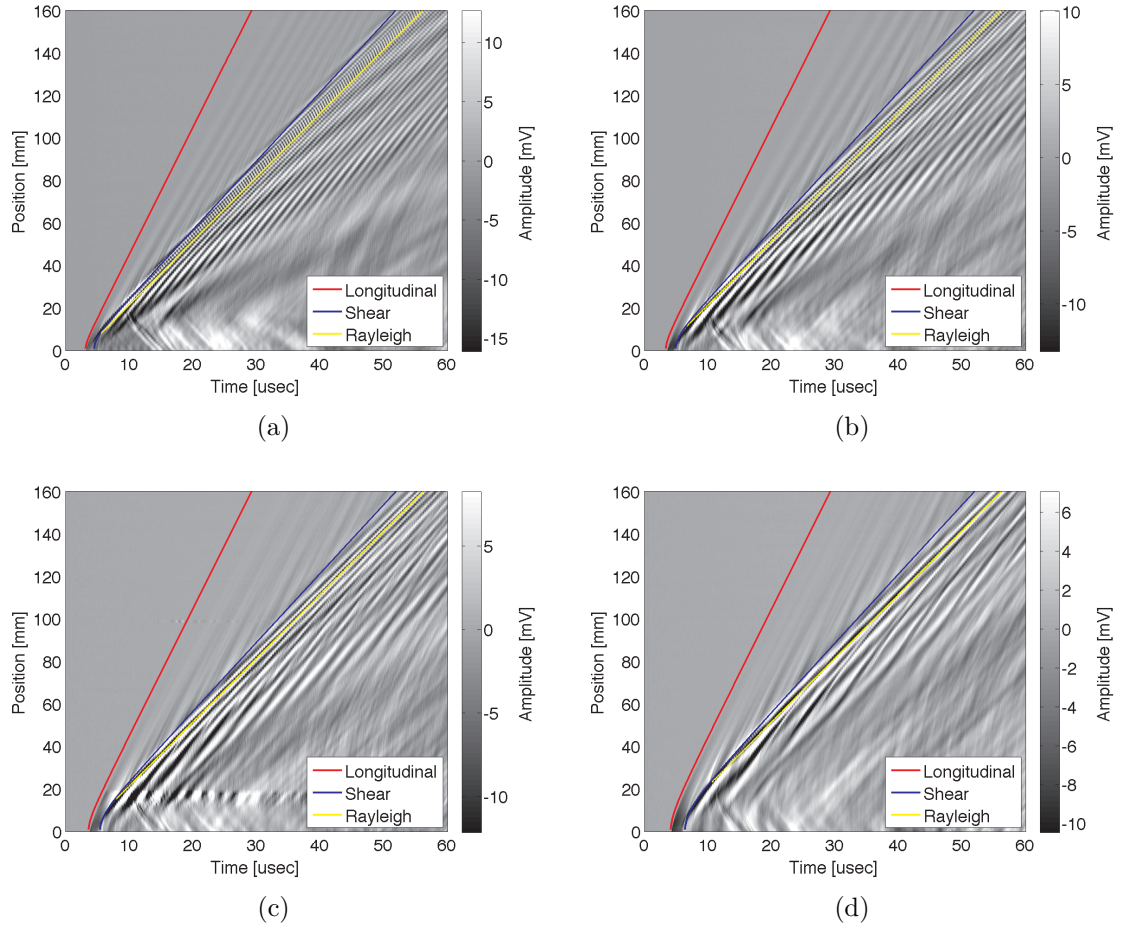 160
140
120
100
80
60
40
20
0
Position [mm]
0 10 20 30 40 50 60
Time [usec]
Longitudinal
Shear
Rayleigh
10
5
0
-5
-10
-15
Amplitude [mV]
(a)
160
140
120
100
80
60
40
20
0
Position [mm]
0 10 20 30 40 50 60
Time [usec]
Longitudinal
Shear
Rayleigh
10
5
0
-5
-10
Amplitude [mV]
(b)
160
140
120
100
80
60
40
20
0
Position [mm]
0 10 20 30 40 50 60
Time [usec]
Longitudinal
Shear
Rayleigh
5
0
-5
-10
Amplitude [mV]
(c)
160
140
120
100
80
60
40
20
0
Position [mm]
0 10 20 30 40 50 60
Time [usec]
Longitudinal
Shear
Rayleigh
6
4
2
0
-2
-4
-6
-8
-10
Amplitude [mV]
(d)